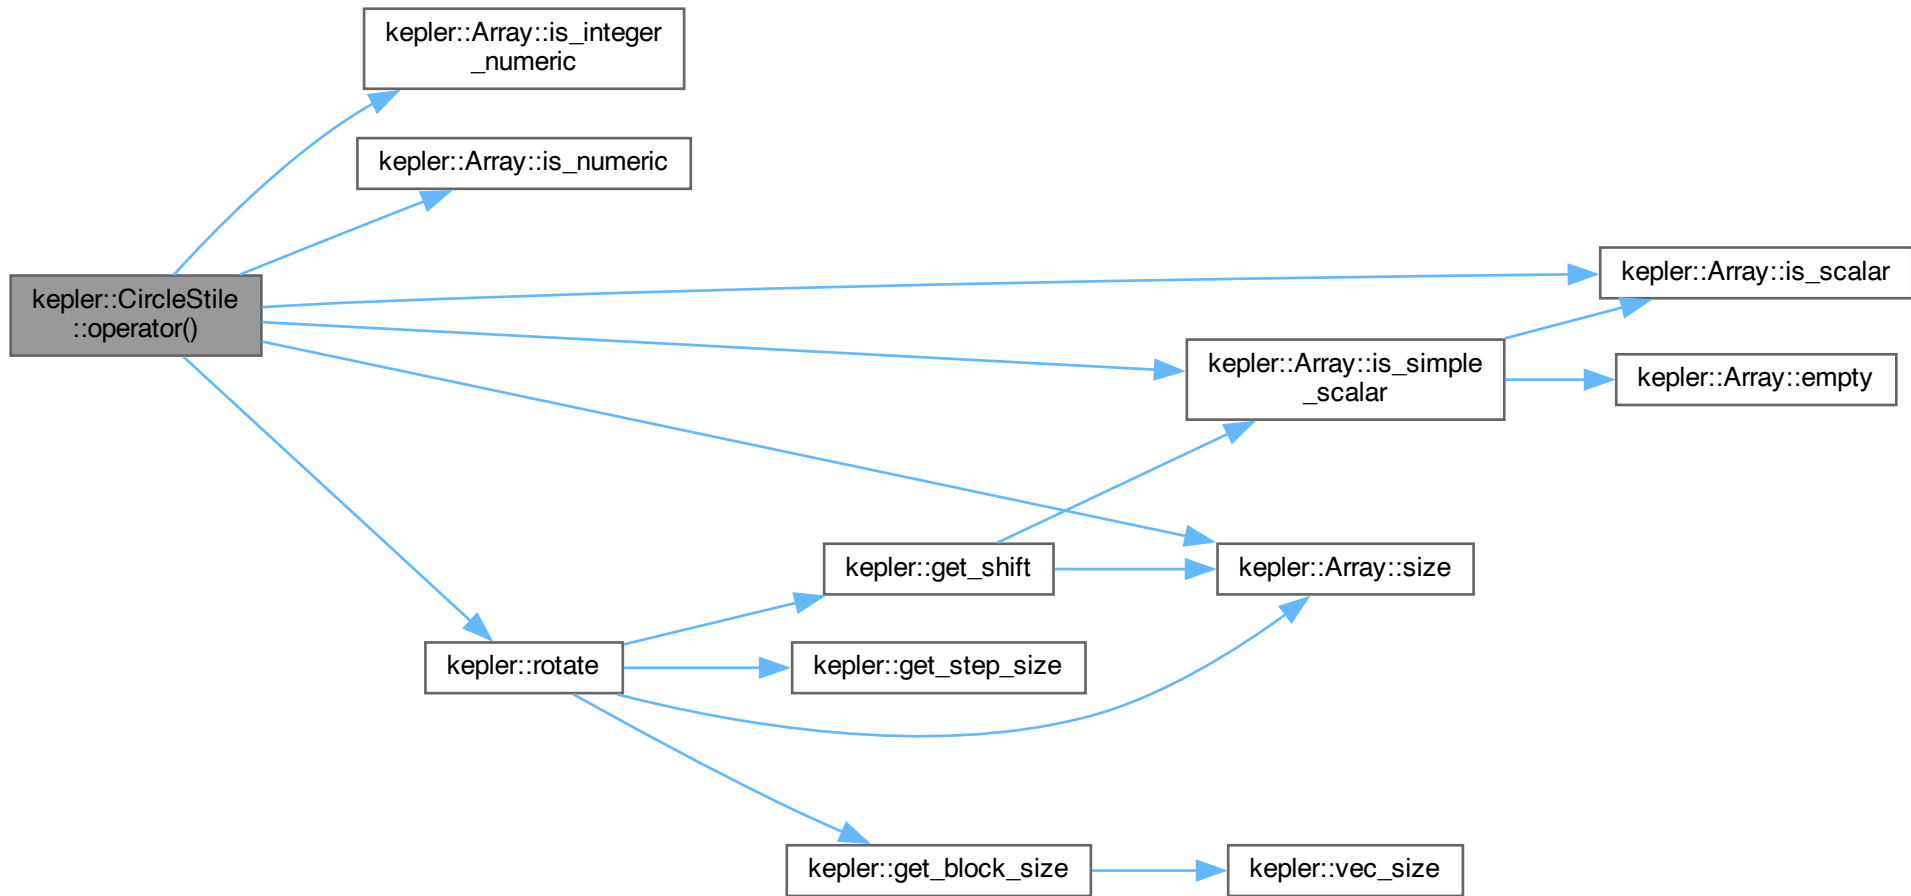 kepler::Array::is_integer
_numeric
kepler::Array::is_numeric
kepler::CircleStile
::operator()
kepler::Array::is_scalar
kepler::Array::is_simple
_scalar
kepler::Array::empty
kepler::get_shift
kepler::Array::size
kepler::rotate
kepler::get_step_size
kepler::get_block_size
kepler::vec_size